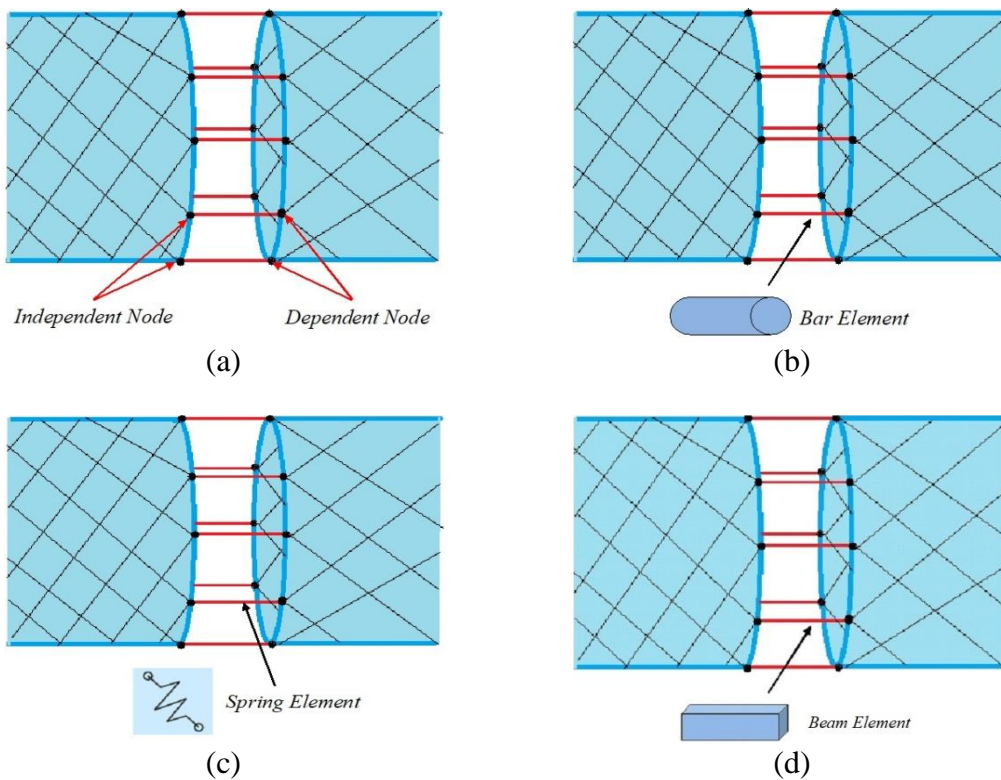 Independent Node
Dependent Node
(a)
Bar Element
(b)
Spring Element
(c)
Beam Element
(d)